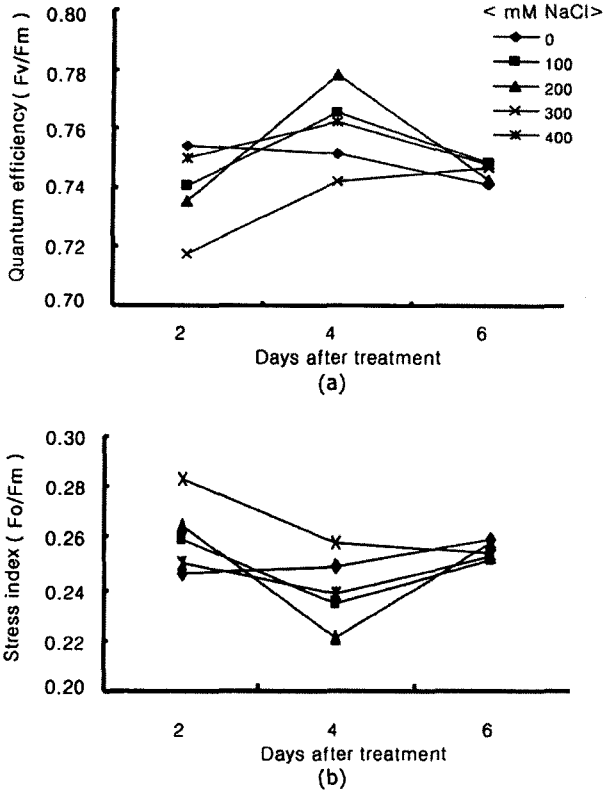 0.80
0.78
0.76
0.74
0.72
0.70
Quantum efficiency ( Fv/Fm )
< mM NaCl>
0
100
200
300
400
2 4 6
Days after treatment
(a)
0.30
0.28
0.26
0.24
0.22
0.20
Stress index ( Fo/Fm )
2 4 6
Days after treatment
(b)